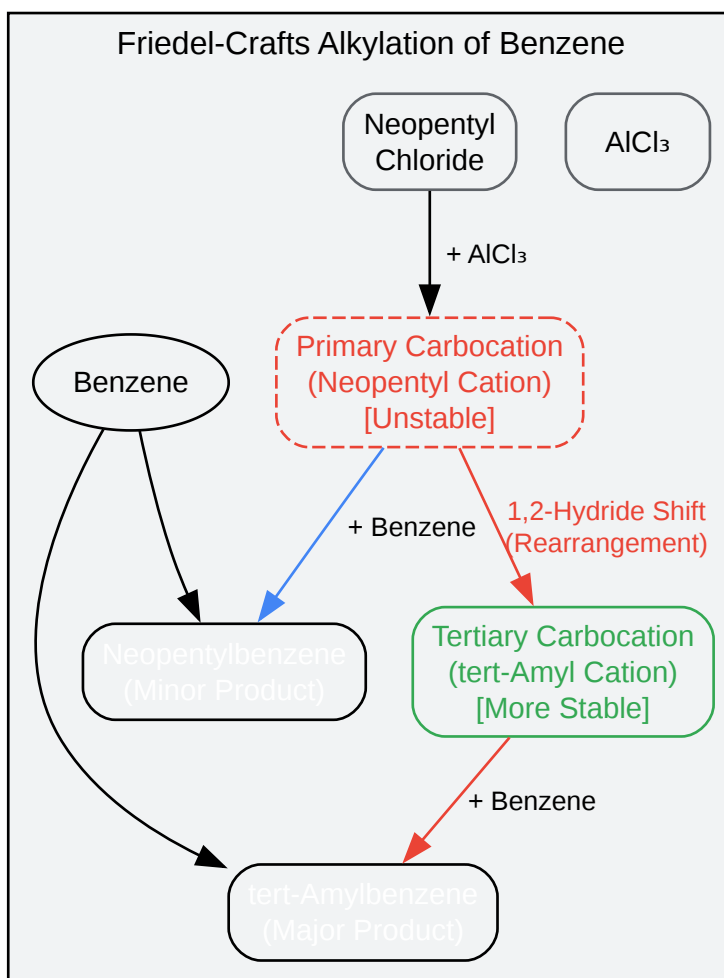 Friedel-Crafts Alkylation of Benzene
Neopentyl
Chloride
AlCl₃
+ AlCl₃
Primary Carbocation
(Neopentyl Cation)
[Unstable]
Benzene
+ Benzene
1,2-Hydride Shift
(Rearrangement)
Neopentylbenzene
(Minor Product)
Tertiary Carbocation
(tert-Amyl Cation)
[More Stable]
+ Benzene
tert-Amylbenzene
(Major Product)